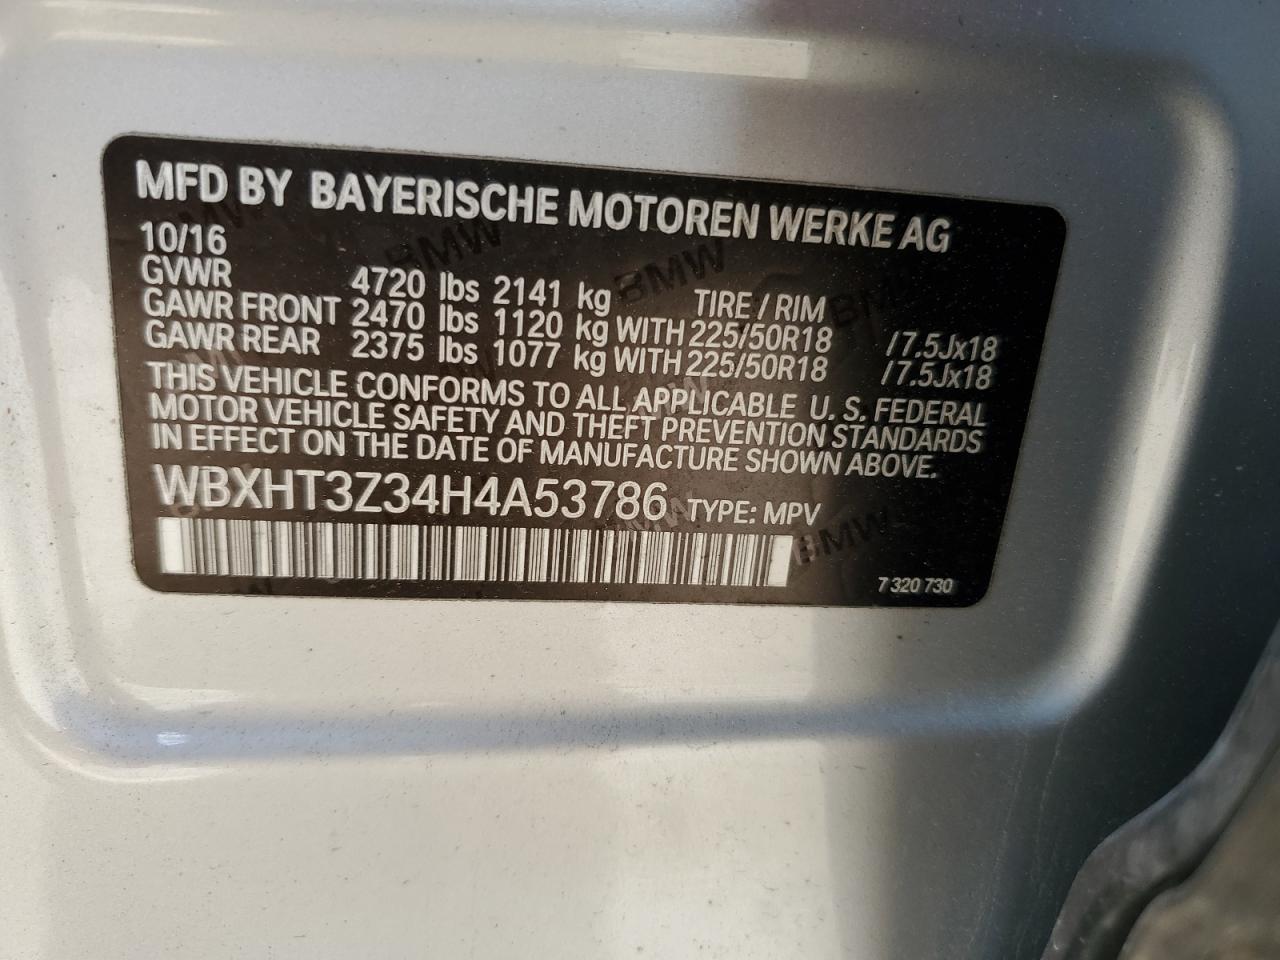 MFD BY BAYERISCHE MOTOREN WERKE AG
10/16
GVWR 4720 lbs 2141 kg TIRE / RIM
GAWR FRONT 2470 lbs 1120 kg WITH 225/50R18 / 7.5Jx18
GAWR REAR 2375 lbs 1077 kg WITH 225/50R18 / 7.5Jx18
THIS VEHICLE CONFORMS TO ALL APPLICABLE U. S. FEDERAL
MOTOR VEHICLE SAFETY AND THEFT PREVENTION STANDARDS
IN EFFECT ON THE DATE OF MANUFACTURE SHOWN ABOVE.
WBXHT3Z34H4A53786 TYPE: MPV
7 320 730